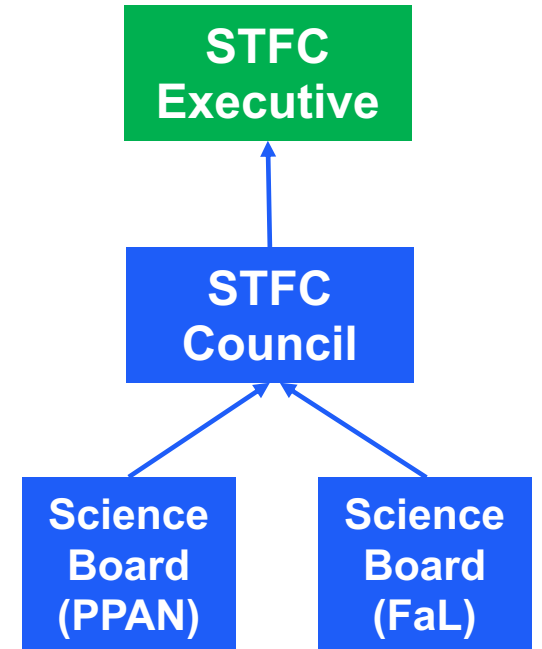 STFC
Executive
STFC
Council
Science
Board
(PPAN)
Science
Board
(FaL)